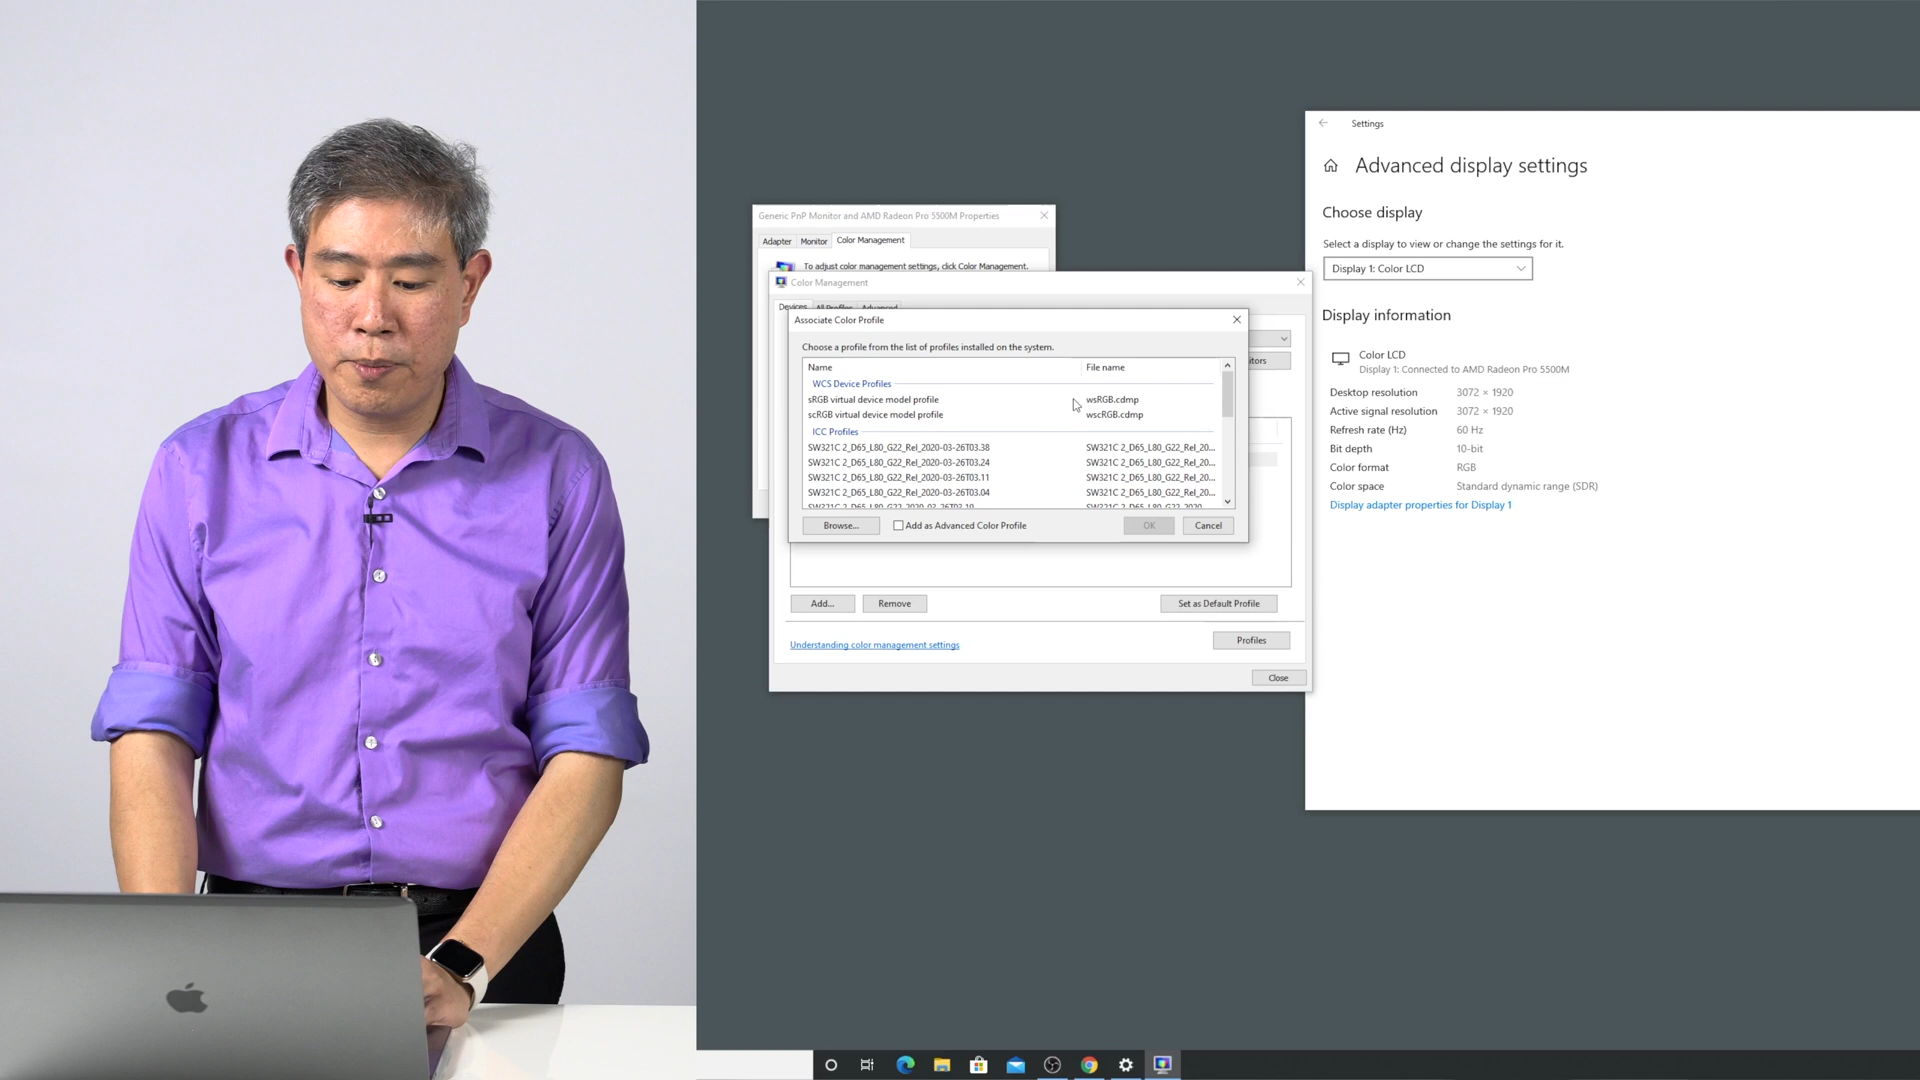 Settings
Advanced display settings
Choose display
Select a display to view or change the settings for it.
Display 1: Color LCD
Display information
Color LCD
Display 1: Connected to AMD Radeon Pro 5500M
Desktop resolution 3072 × 1920
Active signal resolution 3072 × 1920
Refresh rate (Hz) 60 Hz
Bit depth 10-bit
Color format RGB
Color space Standard dynamic range (SDR)
Display adapter properties for Display 1
Generic PnP Monitor and AMD Radeon Pro 5500M Properties
Adapter Monitor Color Management
To adjust color management settings, click Color Management.
Color Management
Devices All Profiles Advanced
Associate Color Profile
Choose a profile from the list of profiles installed on the system.
Name File name
WCS Device Profiles
sRGB virtual device model profile wsRGB.cdmp
scRGB virtual device model profile wscRGB.cdmp
ICC Profiles
SW321C 2_D65_L80_G22_Rel_2020-03-26T03.38 SW321C 2_D65_L80_G22_Rel_20...
SW321C 2_D65_L80_G22_Rel_2020-03-26T03.24 SW321C 2_D65_L80_G22_Rel_20...
SW321C 2_D65_L80_G22_Rel_2020-03-26T03.11 SW321C 2_D65_L80_G22_Rel_20...
SW321C 2_D65_L80_G22_Rel_2020-03-26T03.04 SW321C 2_D65_L80_G22_Rel_20...
Browse... Add as Advanced Color Profile OK Cancel
Add... Remove Set as Default Profile
Understanding color management settings Profiles
Close